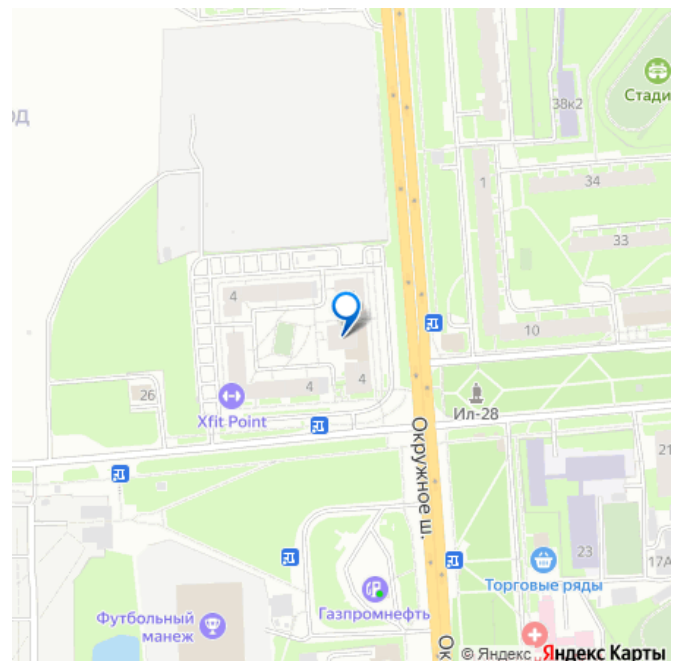 38к2
Стади
ОД
1
34
33
4
10
26
4
4
Xfit Point
Ил-28
Окружное ш.
21
23
17А
Торговые ряды
Газпромнефть
Футбольный
манеж
Ок
© Яндекс
Яндекс Карты